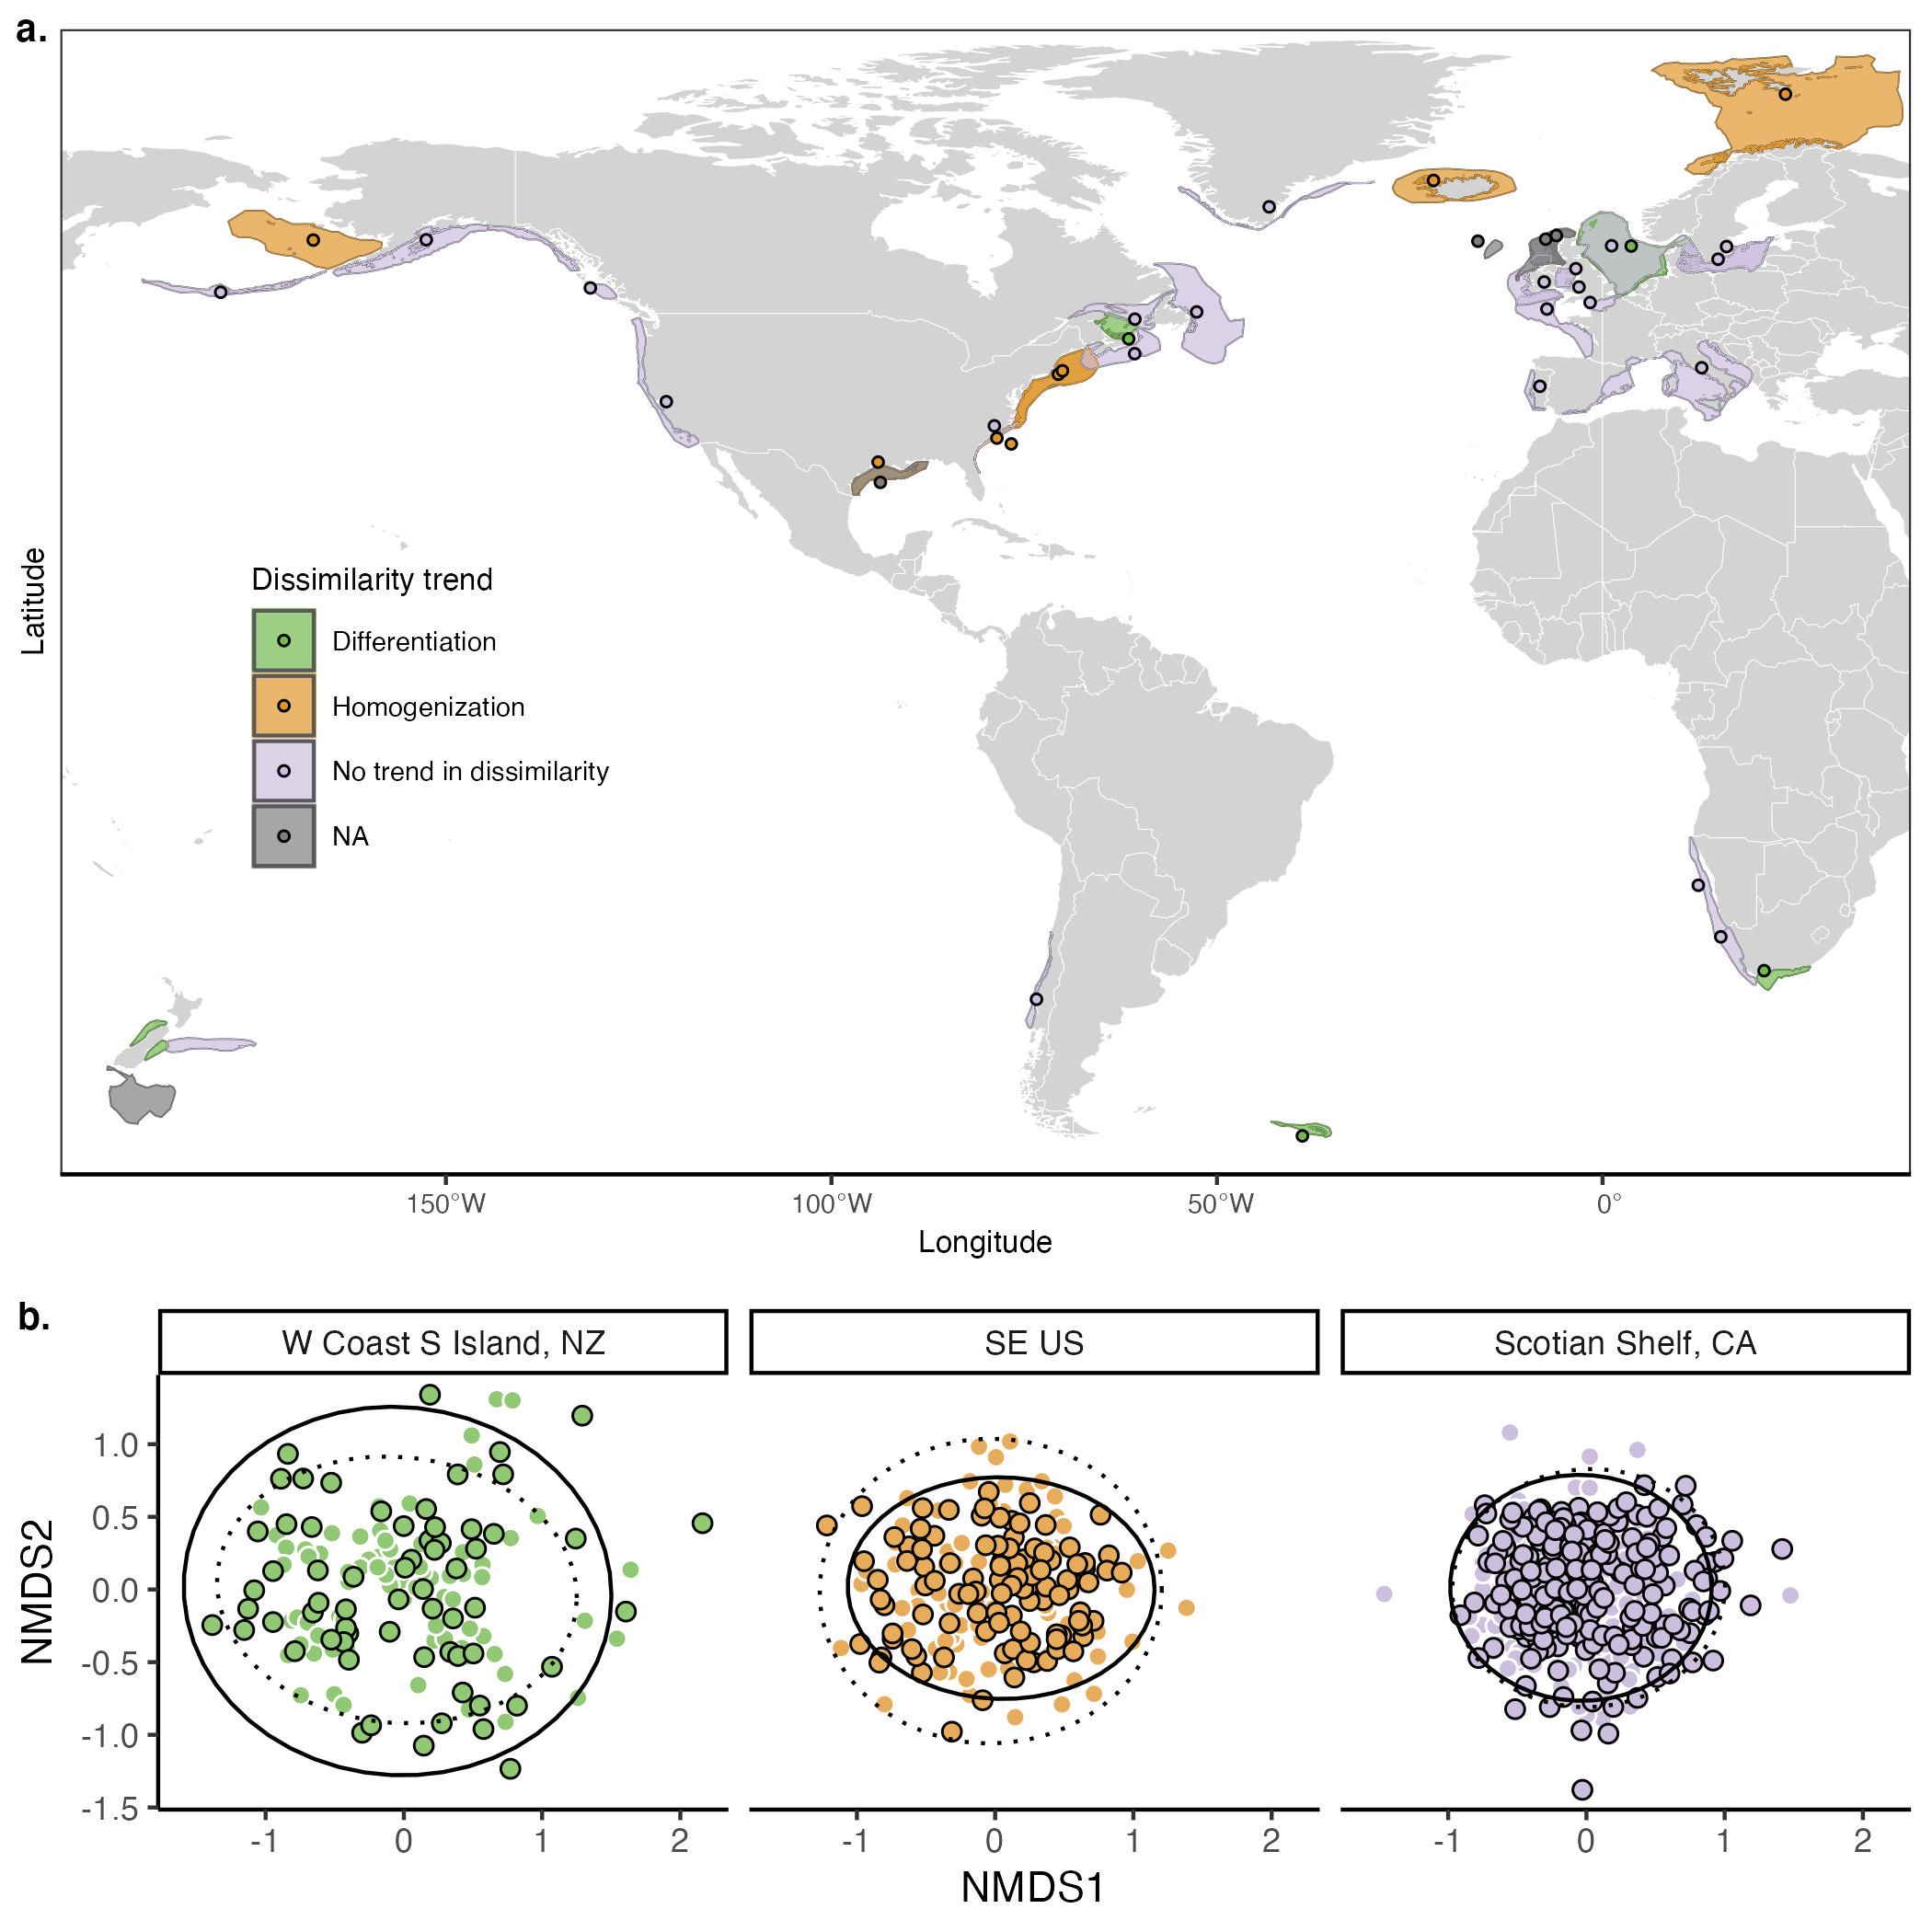 a.
Latitude
Dissimilarity trend
Differentiation
Homogenization
No trend in dissimilarity
NA
150°W 100°W 50°W 0°
Longitude
b.
W Coast S Island, NZ SE US Scotian Shelf, CA
NMDS2
1.0
0.5
0.0
-0.5
-1.0
-1.5
-1 0 1 2 -1 0 1 2 -1 0 1 2
NMDS1